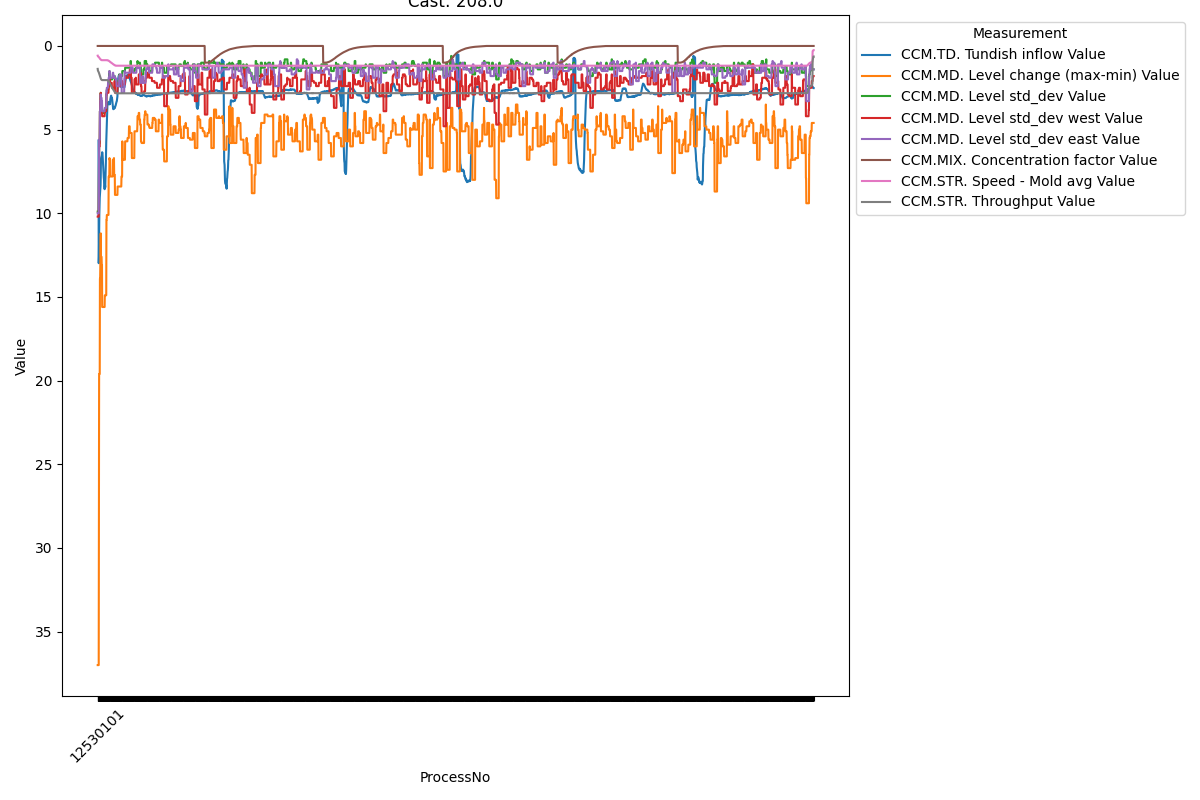 Cast: 208.0
Measurement
CCM.TD. Tundish inflow Value
CCM.MD. Level change (max-min) Value
CCM.MD. Level std_dev Value
CCM.MD. Level std_dev west Value
CCM.MD. Level std_dev east Value
CCM.MIX. Concentration factor Value
CCM.STR. Speed - Mold avg Value
CCM.STR. Throughput Value
0
5
10
15
20
25
30
35
Value
12530101
ProcessNo